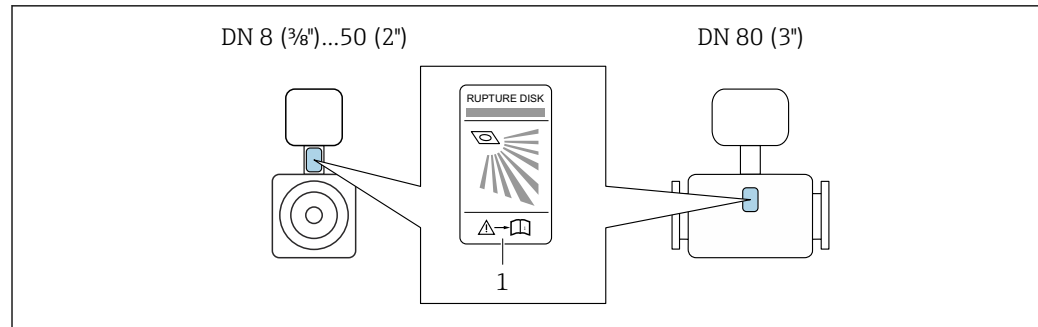 DN 8 (⅜")...50 (2")
DN 80 (3")
RUPTURE DISK
i
1